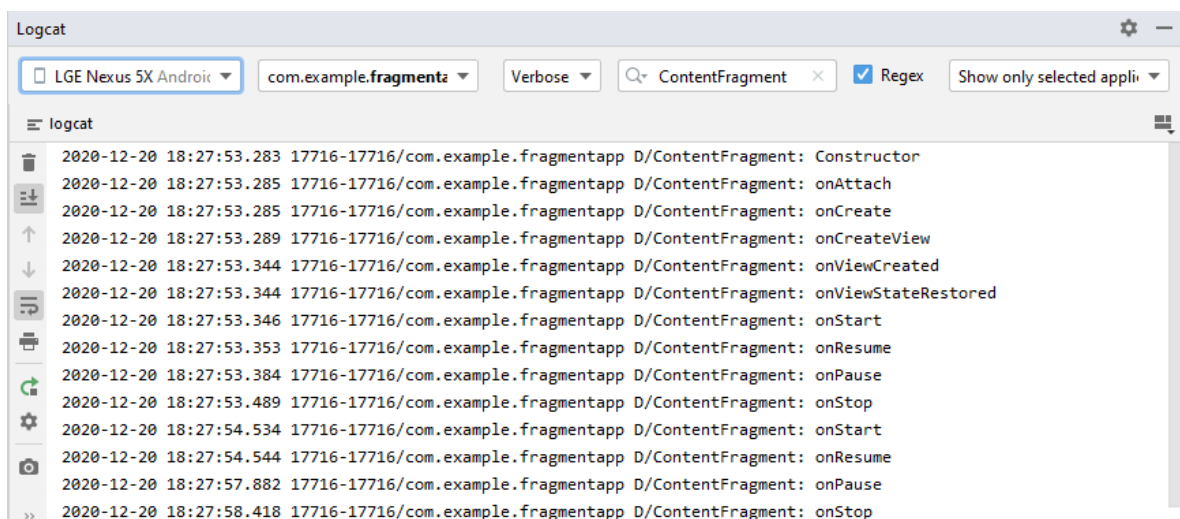 Logcat
LGE Nexus 5X Androic com.example.fragmenta Verbose ContentFragment Regex Show only selected appli
logcat
2020-12-20 18:27:53.283 17716-17716/com.example.fragmentapp D/ContentFragment: Constructor
2020-12-20 18:27:53.285 17716-17716/com.example.fragmentapp D/ContentFragment: onAttach
2020-12-20 18:27:53.285 17716-17716/com.example.fragmentapp D/ContentFragment: onCreate
2020-12-20 18:27:53.289 17716-17716/com.example.fragmentapp D/ContentFragment: onCreateView
2020-12-20 18:27:53.344 17716-17716/com.example.fragmentapp D/ContentFragment: onViewCreated
2020-12-20 18:27:53.344 17716-17716/com.example.fragmentapp D/ContentFragment: onViewStateRestored
2020-12-20 18:27:53.346 17716-17716/com.example.fragmentapp D/ContentFragment: onStart
2020-12-20 18:27:53.353 17716-17716/com.example.fragmentapp D/ContentFragment: onResume
2020-12-20 18:27:53.384 17716-17716/com.example.fragmentapp D/ContentFragment: onPause
2020-12-20 18:27:53.489 17716-17716/com.example.fragmentapp D/ContentFragment: onStop
2020-12-20 18:27:54.534 17716-17716/com.example.fragmentapp D/ContentFragment: onStart
2020-12-20 18:27:54.544 17716-17716/com.example.fragmentapp D/ContentFragment: onResume
2020-12-20 18:27:57.882 17716-17716/com.example.fragmentapp D/ContentFragment: onPause
2020-12-20 18:27:58.418 17716-17716/com.example.fragmentapp D/ContentFragment: onStop